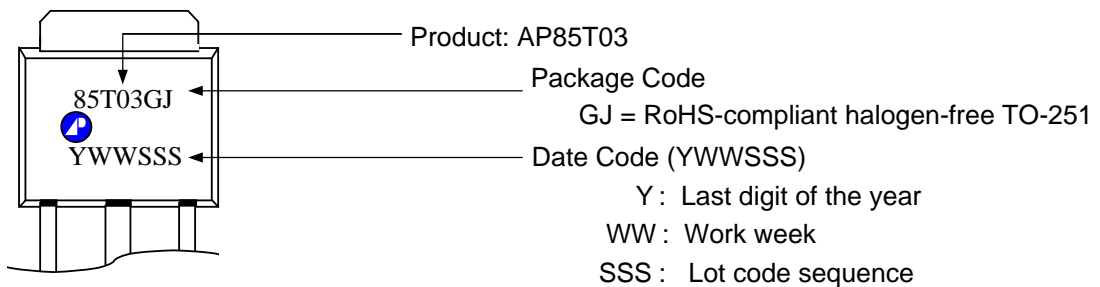 Product: AP85T03
Package Code
85T03GJ
GJ = RoHS-compliant halogen-free TO-251
YWWSSS
Date Code (YWWSSS)
Y : Last digit of the year
WW : Work week
SSS : Lot code sequence